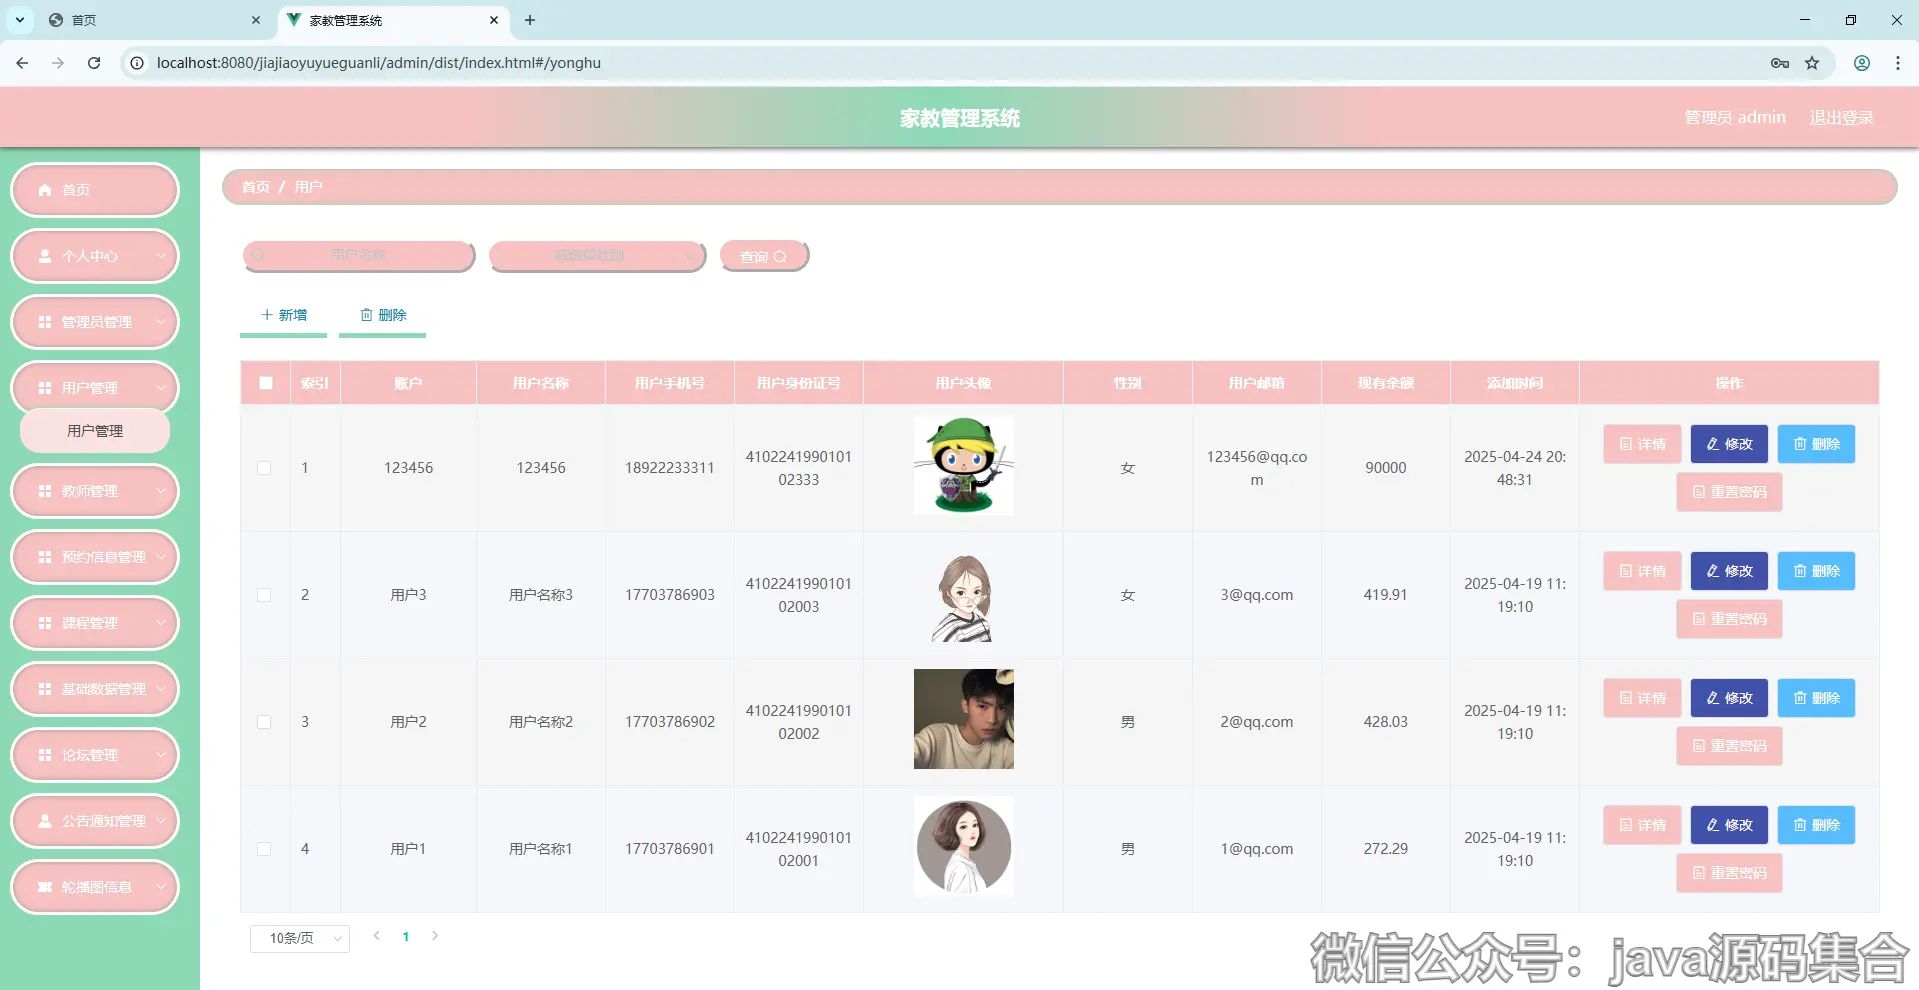 首页
家教管理系统
localhost:8080/jiajiaoyuyueguanli/admin/dist/index.html#/yonghu
家教管理系统
管理员 admin
退出登录
首页
个人中心
管理员管理
用户管理
用户管理
教师管理
预约信息管理
课程管理
基础数据管理
论坛管理
公告通知管理
轮播图信息
首页 / 用户
用户名称
请选择性别
查询
新增
删除
索引 账户 用户名称 用户手机号 用户身份证号 用户头像 性别 用户邮箱 现有余额 添加时间 操作
1 123456 123456 18922233311 4102241990101
02333 女 123456@qq.co
m 90000 2025-04-24 20:
48:31 详情 修改 删除
重置密码
2 用户3 用户名称3 17703786903 4102241990101
02003 女 3@qq.com 419.91 2025-04-19 11:
19:10 详情 修改 删除
重置密码
3 用户2 用户名称2 17703786902 4102241990101
02002 男 2@qq.com 428.03 2025-04-19 11:
19:10 详情 修改 删除
重置密码
4 用户1 用户名称1 17703786901 4102241990101
02001 男 1@qq.com 272.29 2025-04-19 11:
19:10 详情 修改 删除
重置密码
10条/页
1
微信公众号：java源码集合